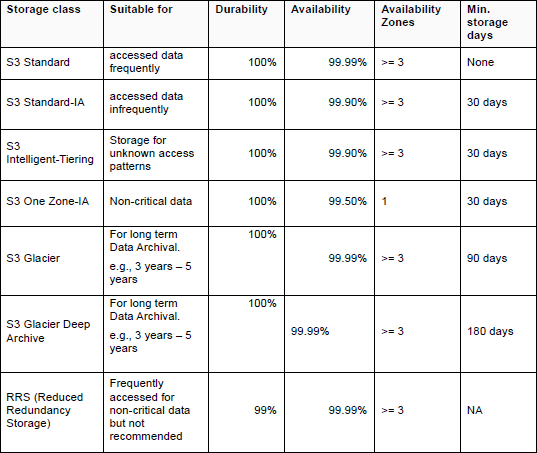 Storage class Suitable for Durability Availability Availability Zones Min. storage days
S3 Standard accessed data frequently 100% 99.99% >= 3 None
S3 Standard-IA accessed data infrequently 100% 99.90% >= 3 30 days
S3 Intelligent-Tiering Storage for unknown access patterns 100% 99.90% >= 3 30 days
S3 One Zone-IA Non-critical data 100% 99.50% 1 30 days
S3 Glacier For long term Data Archival. e.g., 3 years – 5 years 100% 99.99% >= 3 90 days
S3 Glacier Deep Archive For long term Data Archival. e.g., 3 years – 5 years 100% 99.99% >= 3 180 days
RRS (Reduced Redundancy Storage) Frequently accessed for non-critical data but not recommended 99% 99.99% >= 3 NA